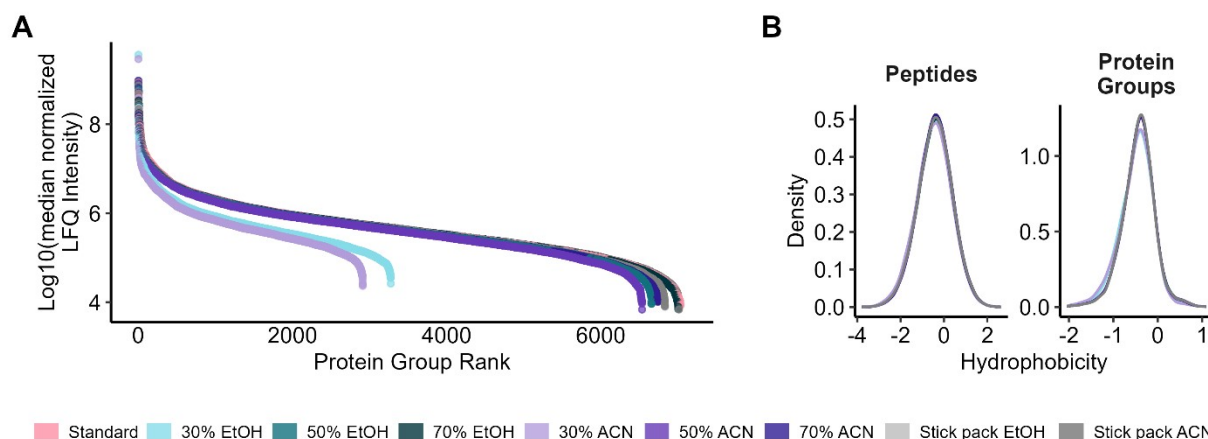 A
B
Log10(median normalized
LFQ Intensity)
8
6
4
0
2000
4000
6000
Protein Group Rank
Peptides
Protein
Groups
Density
0.5
0.4
0.3
0.2
0.1
0.0
-4
-2
0
2
1.0
0.0
-2
-1
0
1
Hydrophobicity
Standard
30% EtOH
50% EtOH
70% EtOH
30% ACN
50% ACN
70% ACN
Stick pack EtOH
Stick pack ACN